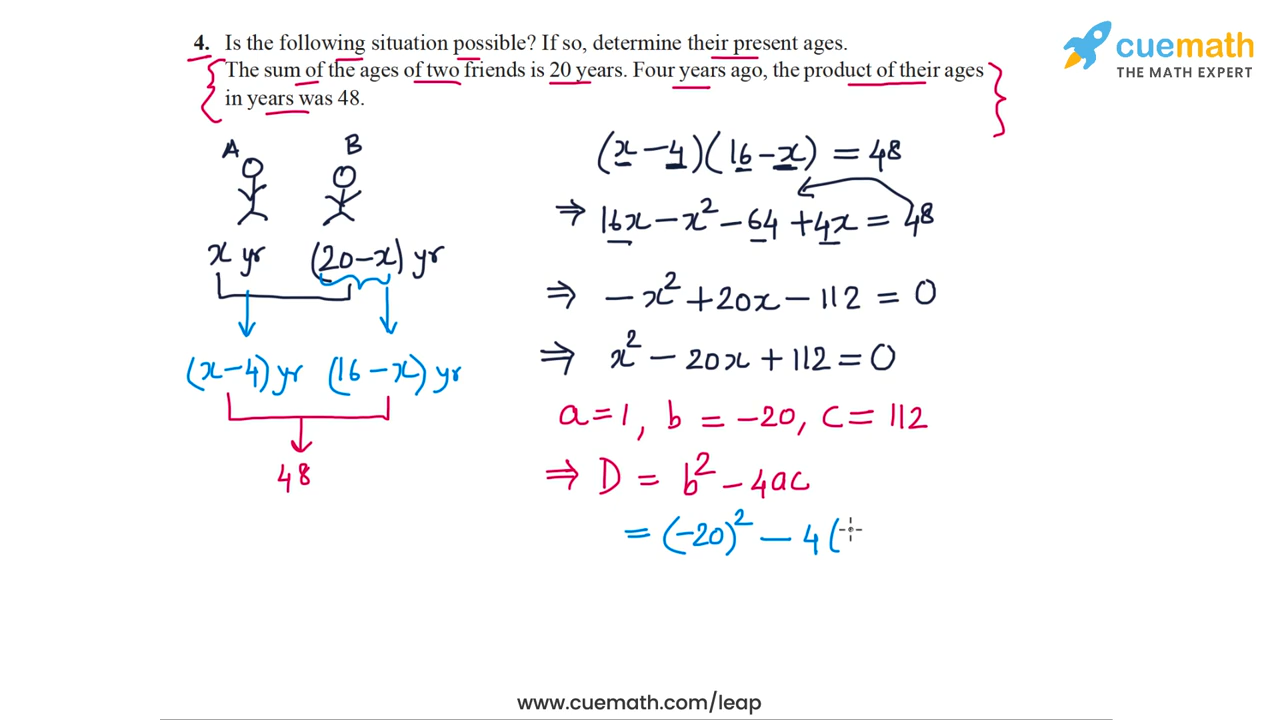 4. Is the following situation possible? If so, determine their present ages.
The sum of the ages of two friends is 20 years. Four years ago, the product of their ages
in years was 48.
cuemath
THE MATH EXPERT
A B
x yr (20-x) yr
(x-4) yr (16-x) yr
48
(x-4)(16-x) = 48
⇒ 16x - x² - 64 + 4x = 48
⇒ -x² + 20x - 112 = 0
⇒ x² - 20x + 112 = 0
a = 1, b = -20, c = 112
⇒ D = b² - 4ac
= (-20)² - 4(
www.cuemath.com/leap